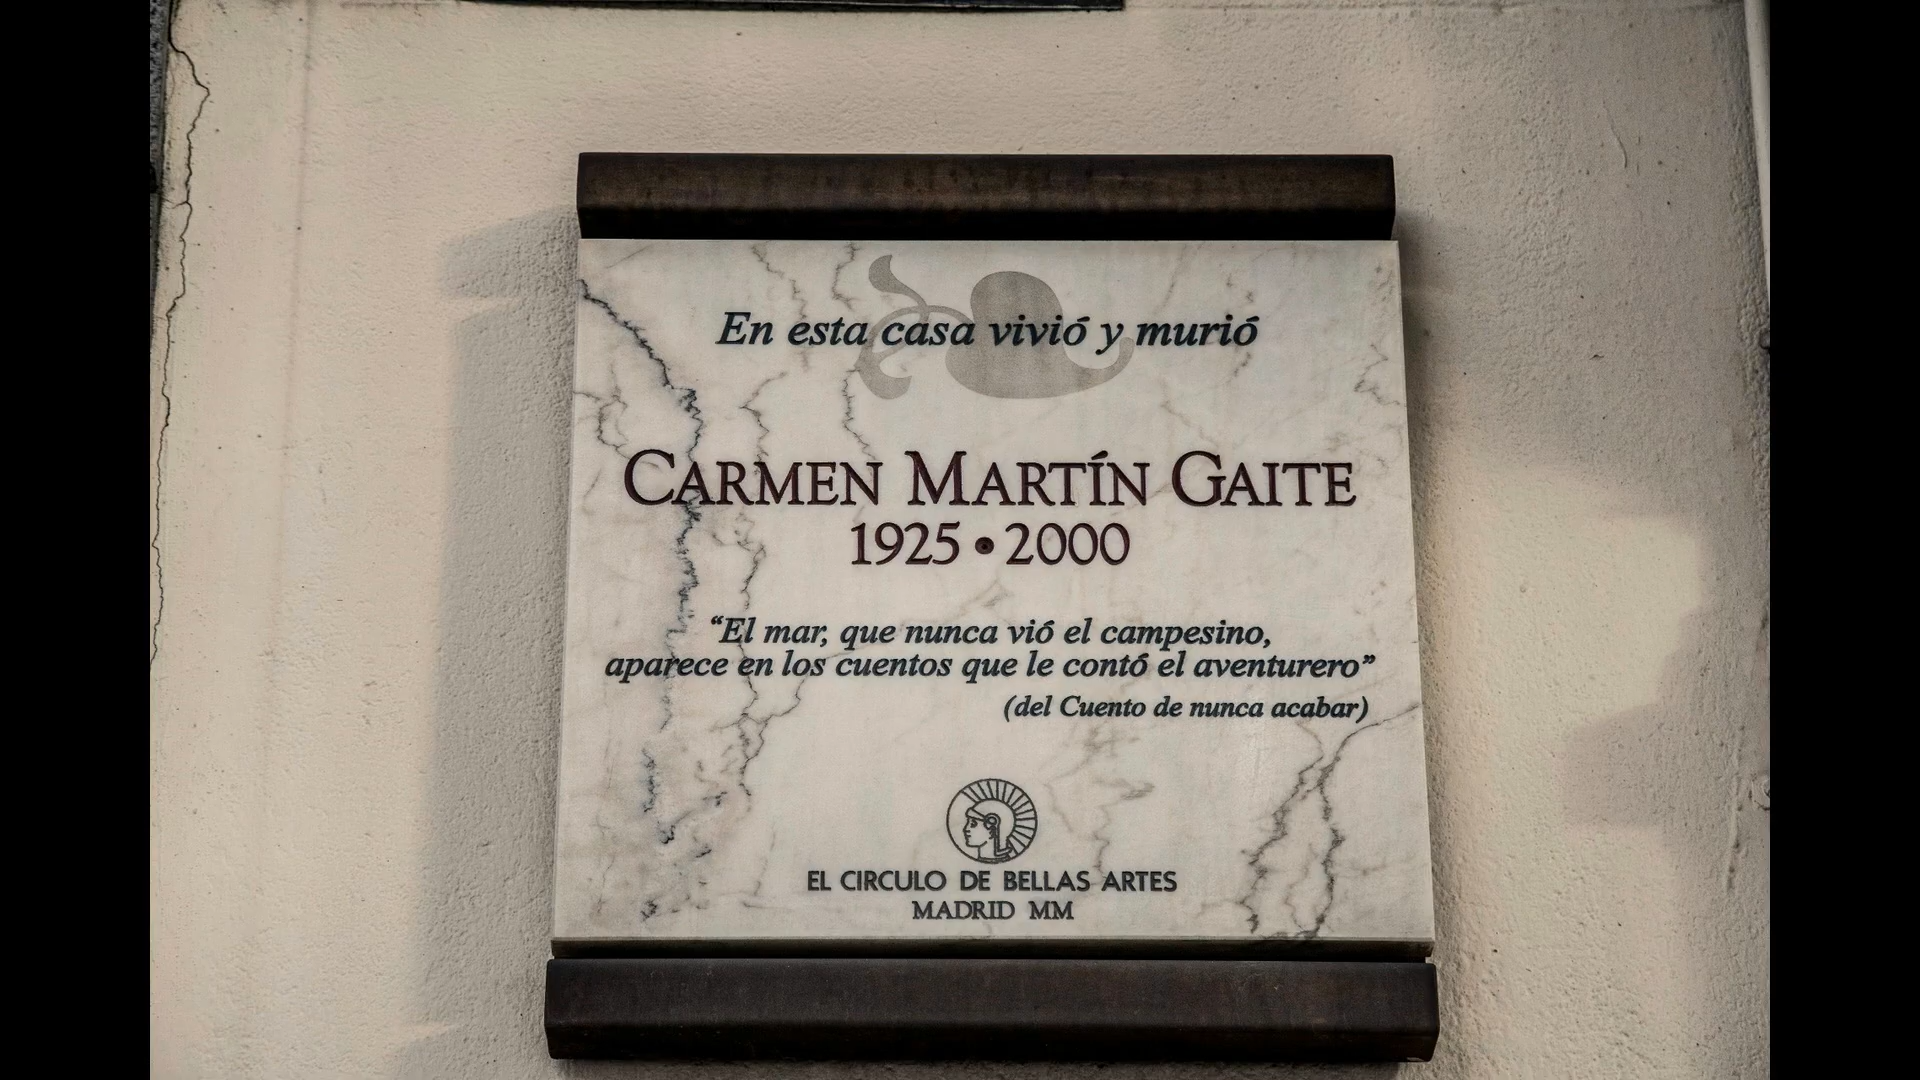 En esta casa vivió y murió
CARMEN MARTÍN GAITE
1925 • 2000
“El mar, que nunca vió el campesino,
aparece en los cuentos que le contó el aventurero”
(del Cuento de nunca acabar)
EL CIRCULO DE BELLAS ARTES
MADRID MM